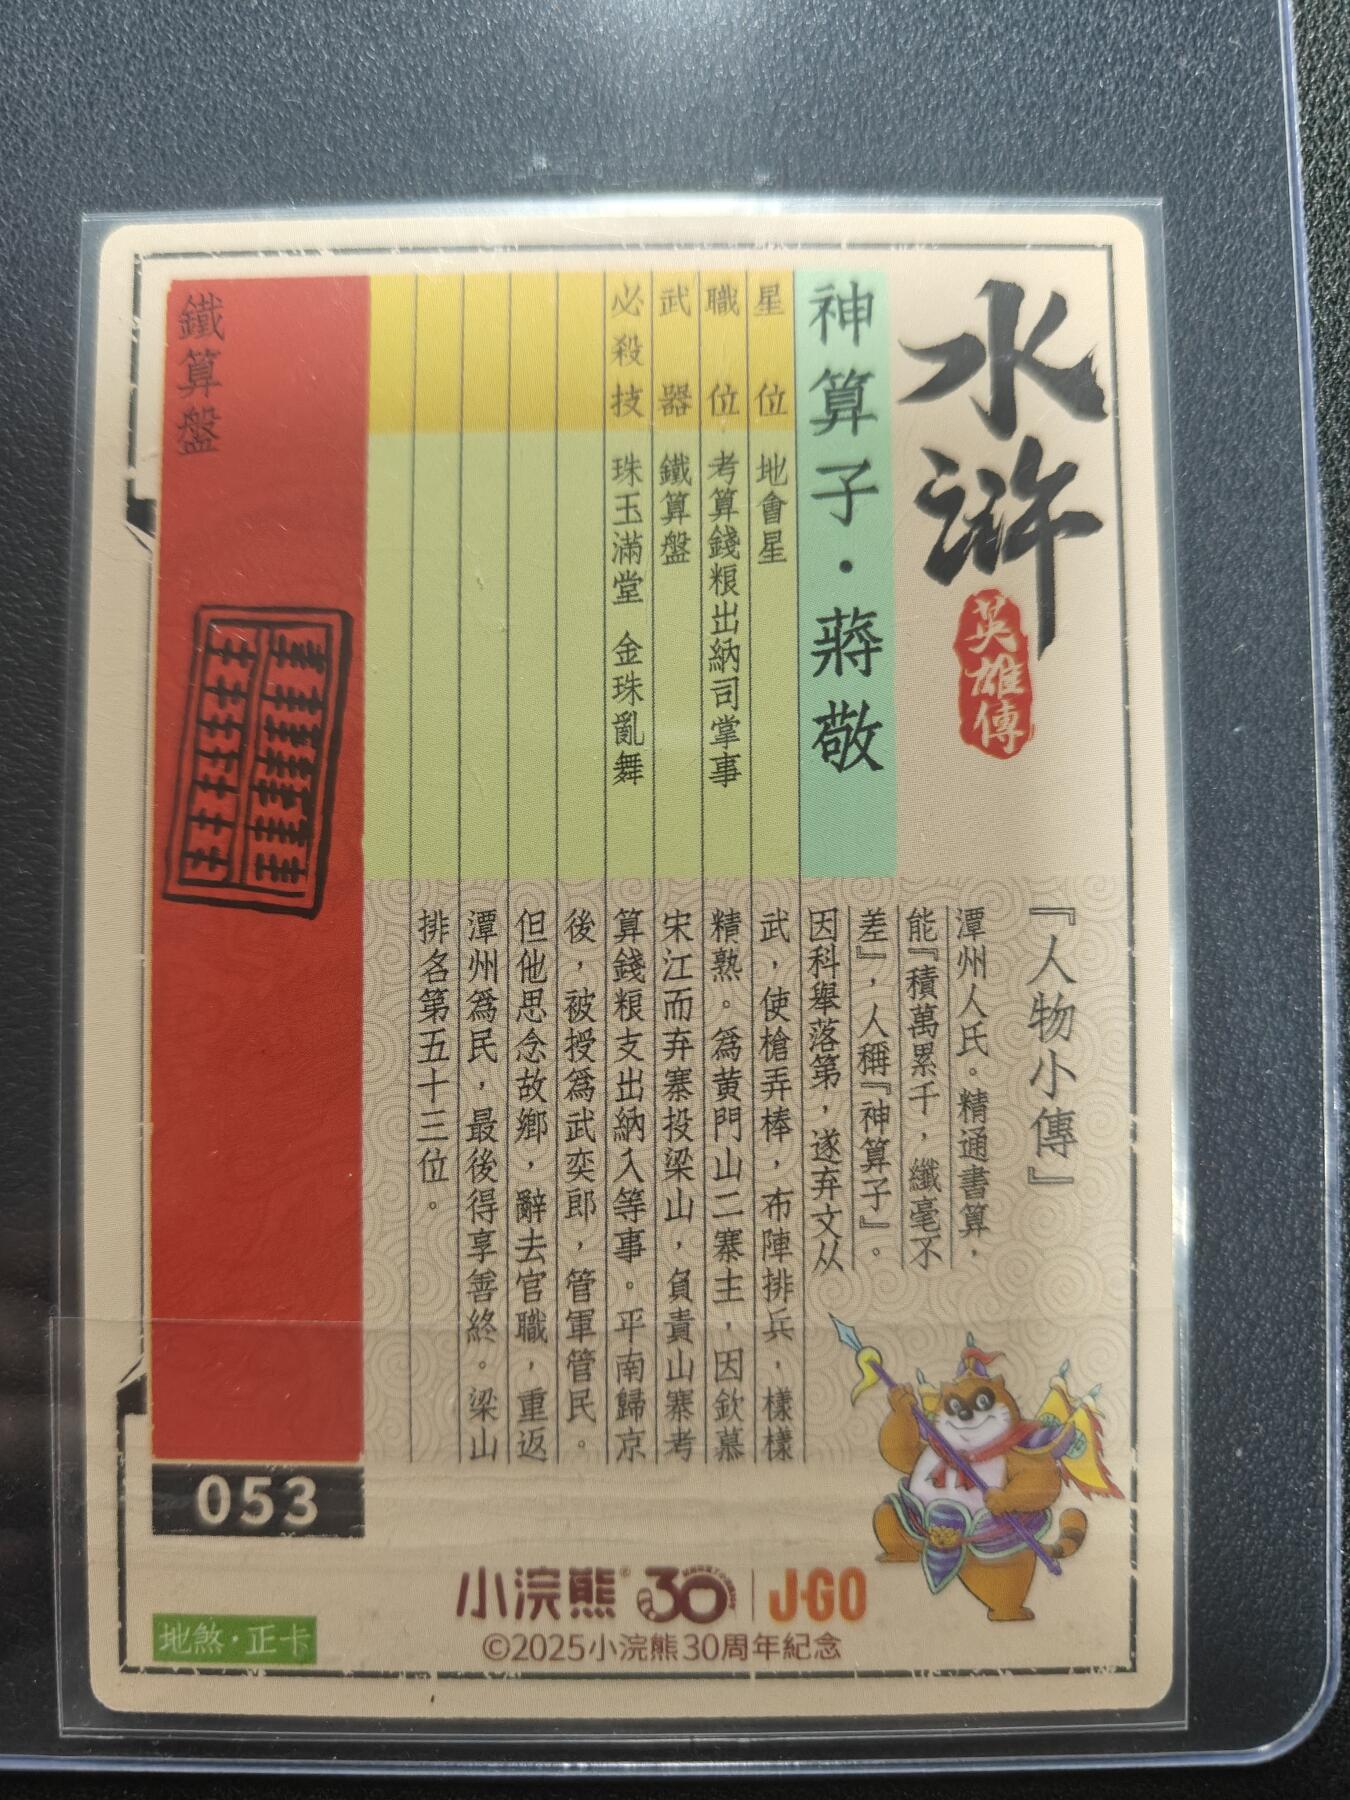 水滸
英雄傳
神算子·蔣敬
星位 地會星
職位 考算錢粮出納司掌事
武器 鐵算盤
必殺技 珠玉滿堂 金珠亂舞
鐵算盤
『人物小傳』
潭州人氏。精通書算，
能『積萬累千，纖毫不
差』，人稱『神算子』。
因科舉落第，遂弃文从
武，使槍弄棒，布陣排兵，樣樣
精熟。爲黄門山二寨主，因欽慕
宋江而弃寨投梁山，負責山寨考
算錢粮支出納入等事。平南歸京
後，被授爲武奕郎，管軍管民。
但他思念故鄉，辭去官職，重返
潭州爲民，最後得享善終。梁山
排名第五十三位。
053
小浣熊® 30 | J·GO
©2025小浣熊30周年紀念
地煞·正卡